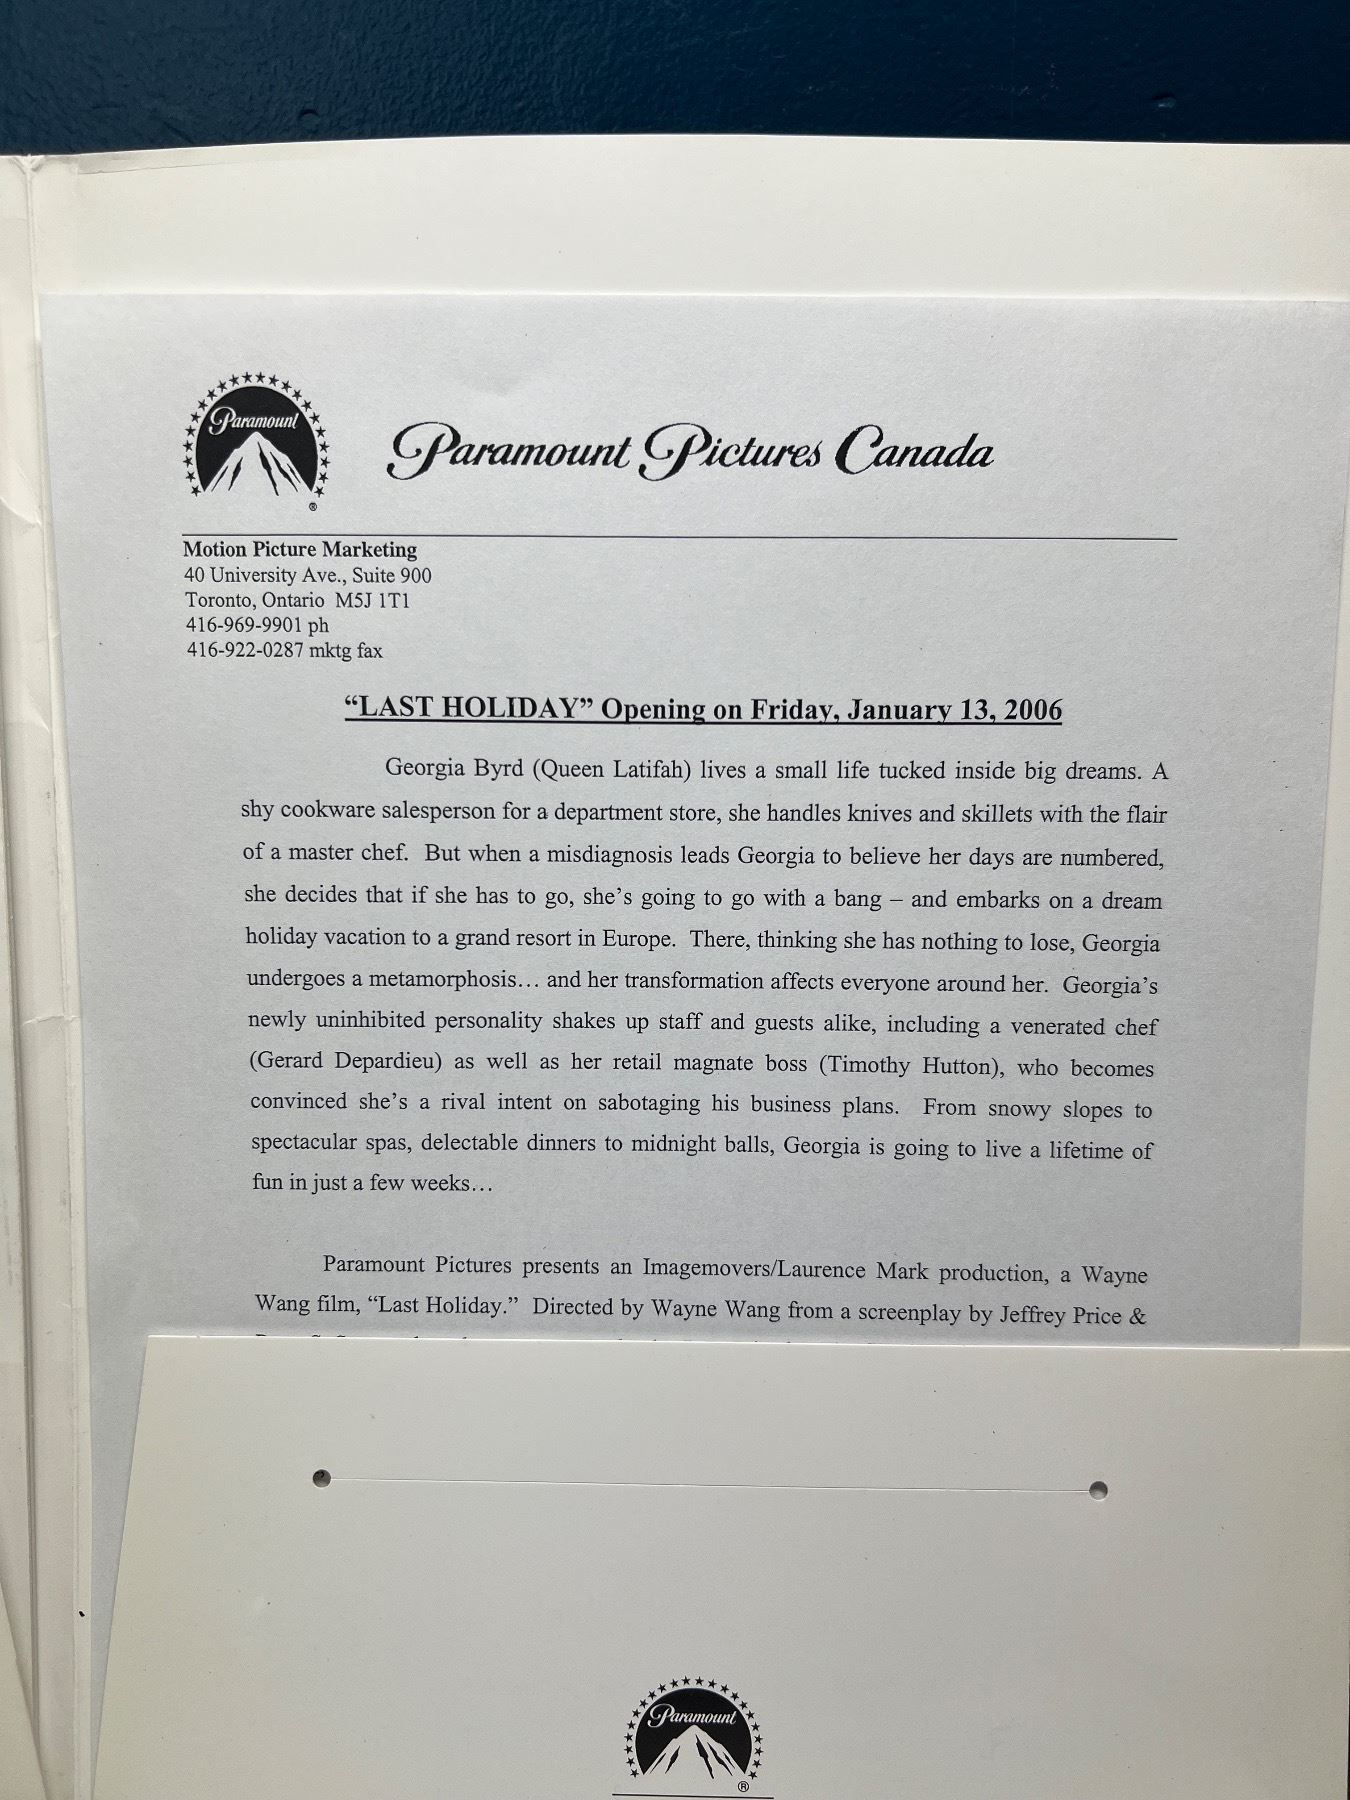 Paramount
®
Paramount Pictures Canada
Motion Picture Marketing
40 University Ave., Suite 900
Toronto, Ontario  M5J 1T1
416-969-9901 ph
416-922-0287 mktg fax
“LAST HOLIDAY” Opening on Friday, January 13, 2006
Georgia Byrd (Queen Latifah) lives a small life tucked inside big dreams. A
shy cookware salesperson for a department store, she handles knives and skillets with the flair
of a master chef.  But when a misdiagnosis leads Georgia to believe her days are numbered,
she decides that if she has to go, she’s going to go with a bang – and embarks on a dream
holiday vacation to a grand resort in Europe.  There, thinking she has nothing to lose, Georgia
undergoes a metamorphosis… and her transformation affects everyone around her.  Georgia’s
newly uninhibited personality shakes up staff and guests alike, including a venerated chef
(Gerard Depardieu) as well as her retail magnate boss (Timothy Hutton), who becomes
convinced she’s a rival intent on sabotaging his business plans.  From snowy slopes to
spectacular spas, delectable dinners to midnight balls, Georgia is going to live a lifetime of
fun in just a few weeks…
Paramount Pictures presents an Imagemovers/Laurence Mark production, a Wayne
Wang film, “Last Holiday.”  Directed by Wayne Wang from a screenplay by Jeffrey Price &
Paramount
®